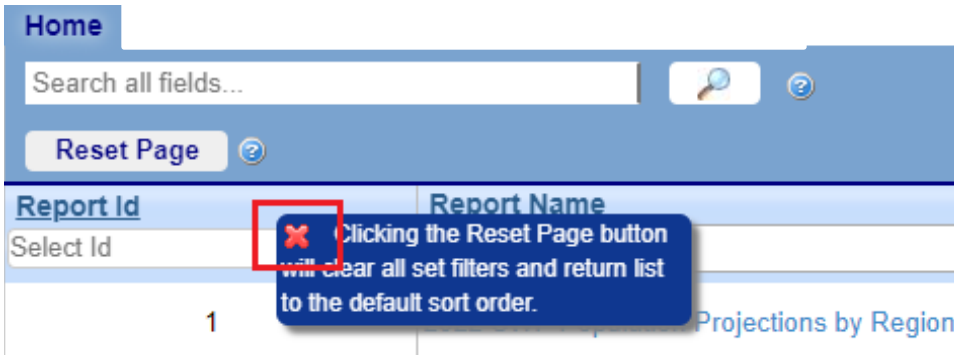 Home
Search all fields...
Reset Page
Report Id
Report Name
Select Id
Clicking the Reset Page button
will clear all set filters and return list
to the default sort order.
1
Population Projections by Region